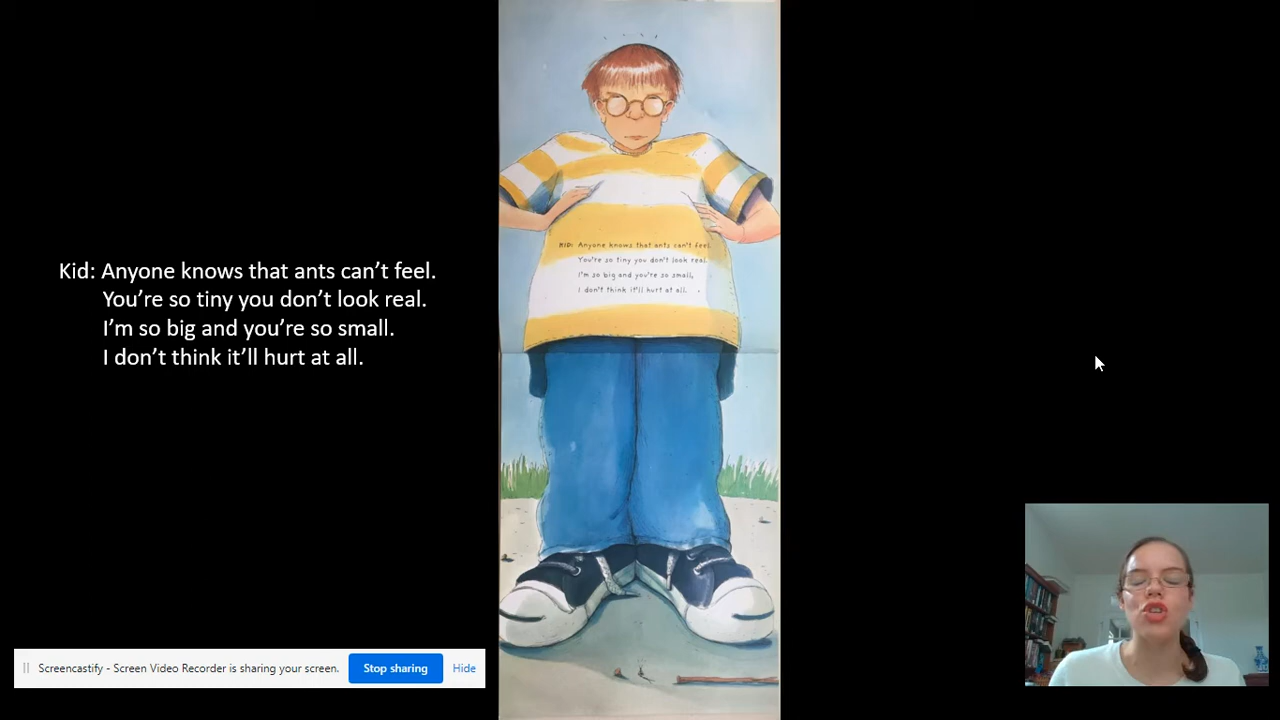 Kid: Anyone knows that ants can't feel.
You're so tiny you don't look real.
I'm so big and you're so small.
I don't think it'll hurt at all.
KID: Anyone knows that ants can't feel.
You're so tiny you don't look real.
I'm so big and you're so small,
I don't think it'll hurt at all.
Screencastify - Screen Video Recorder is sharing your screen.
Stop sharing
Hide